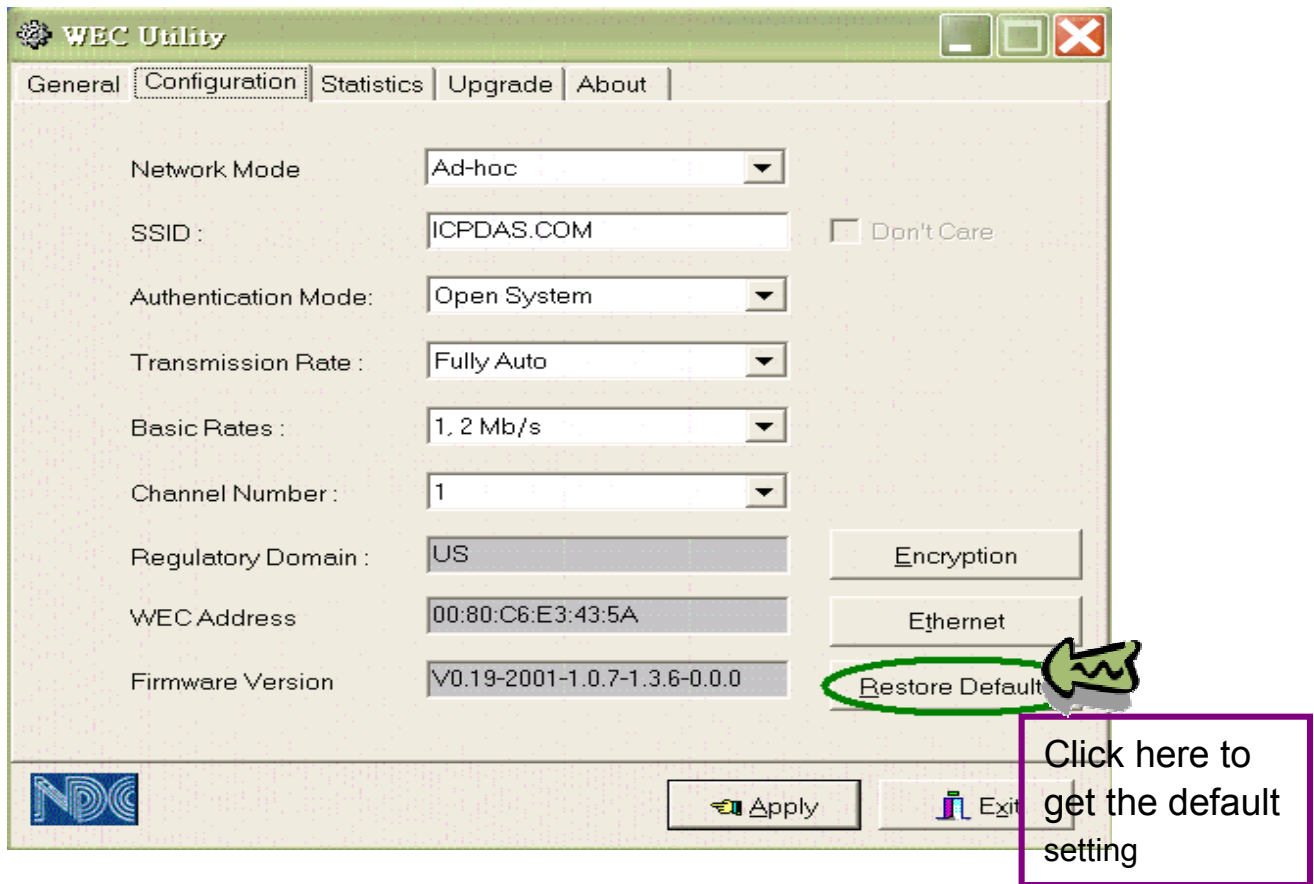 WEC Utility
General Configuration Statistics Upgrade About
Network Mode Ad-hoc
SSID : ICPDAS.COM Don't Care
Authentication Mode: Open System
Transmission Rate : Fully Auto
Basic Rates : 1, 2 Mb/s
Channel Number : 1
Regulatory Domain : US Encryption
WEC Address 00:80:C6:E3:43:5A Ethernet
Firmware Version V0.19-2001-1.0.7-1.3.6-0.0.0 Restore Default
Click here to
get the default
setting
NDC Apply Exit